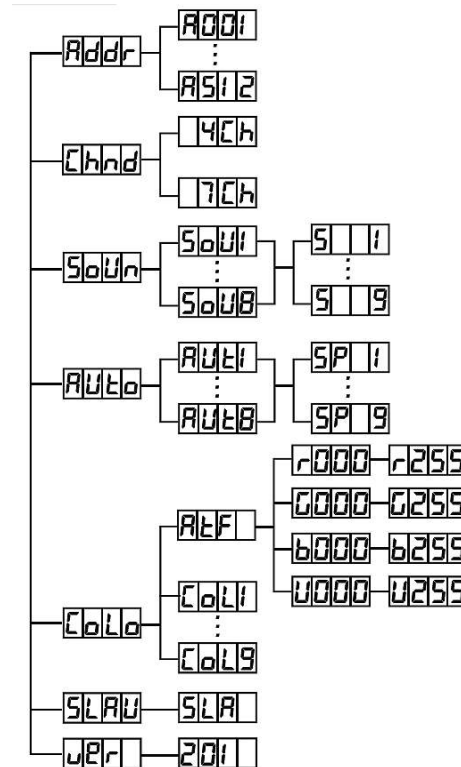 Addr A001
A512
Chnd 4Ch
7Ch
SoUn SoU1 S 1
SoU8 S 9
AUto AUt1 SP 1
AUt8 SP 9
CoLo AtF r000 r255
G000 G255
b000 b255
U000 U255
CoL1
CoL9
SLAU SLA
ver 201